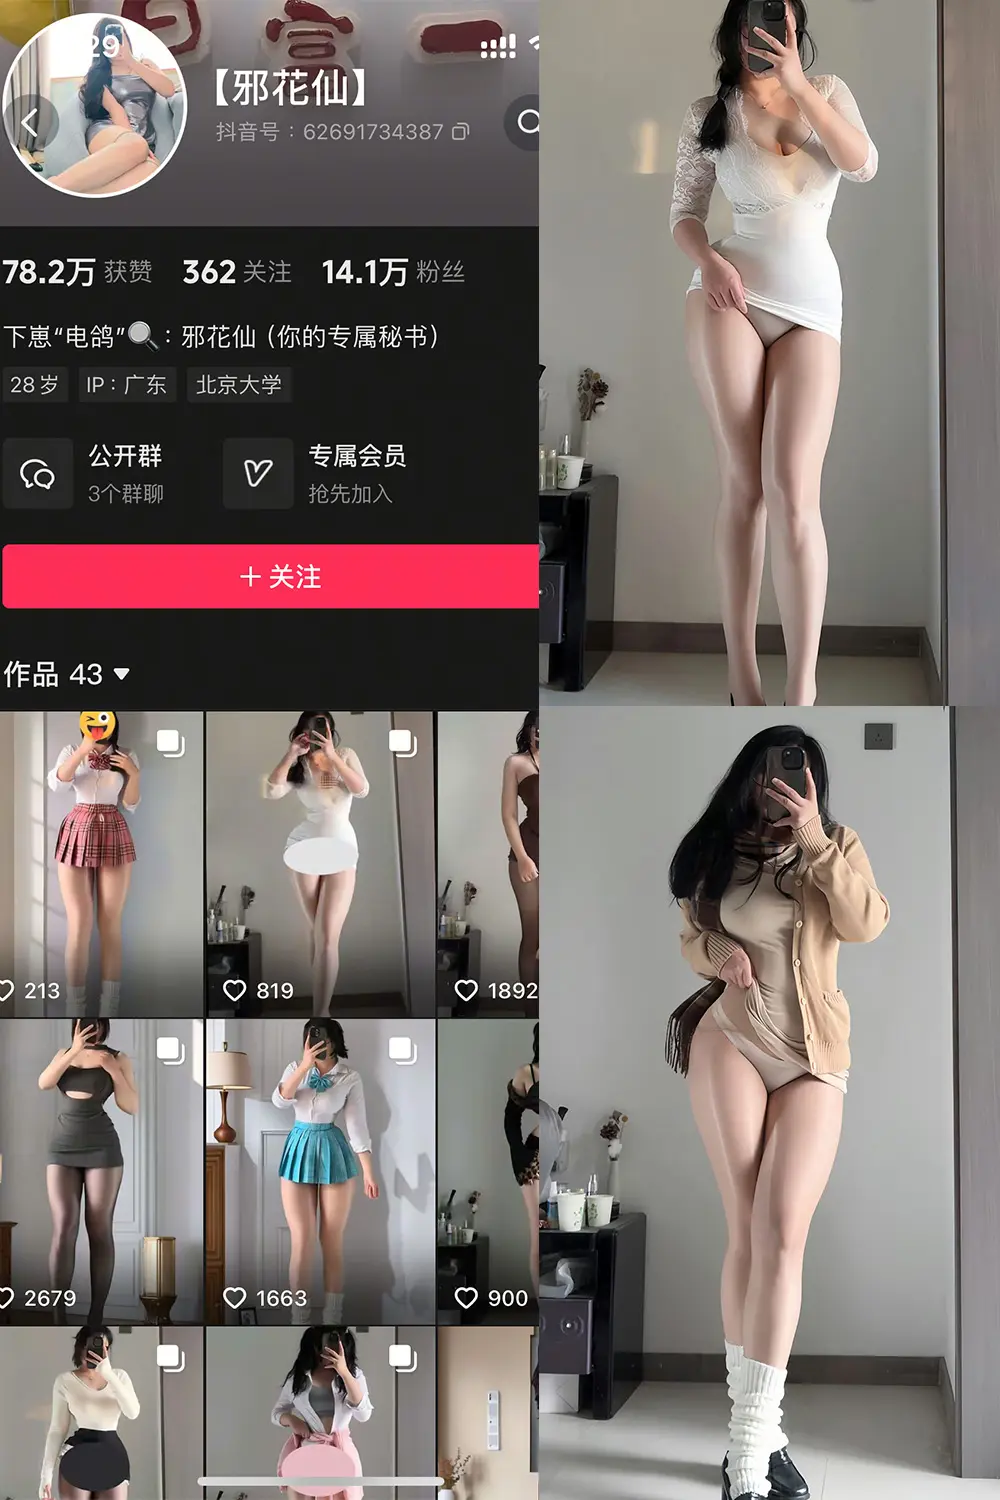 29
【邪花仙】
抖音号：62691734387
78.2万 获赞 362 关注 14.1万 粉丝
下崽“电鸽”🔍：邪花仙（你的专属秘书）
28岁 IP：广东 北京大学
公开群
3个群聊
专属会员
抢先加入
+ 关注
作品 43
213 819 1892
2679 1663 900